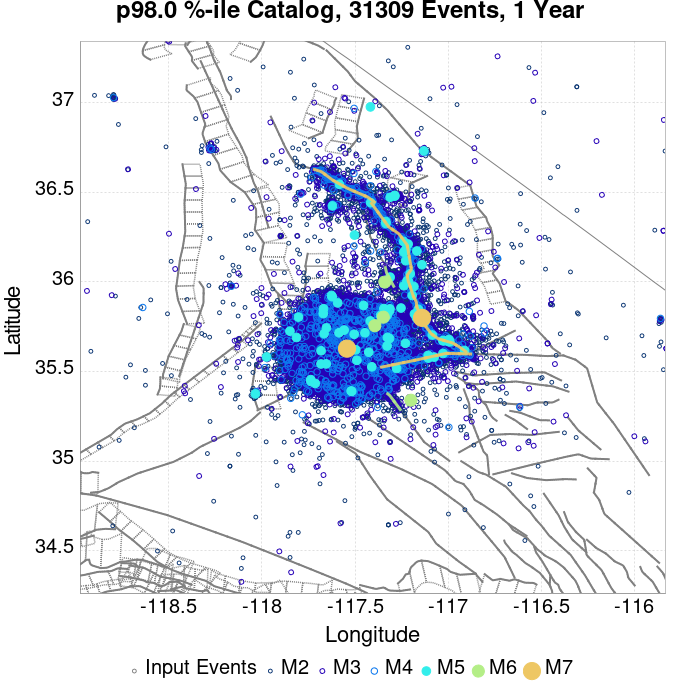 p98.0 %-ile Catalog, 31309 Events, 1 Year
37
36.5
36
35.5
35
34.5
Latitude
-118.5 -118 -117.5 -117 -116.5 -116
Longitude
Input Events M2 M3 M4 M5 M6 M7